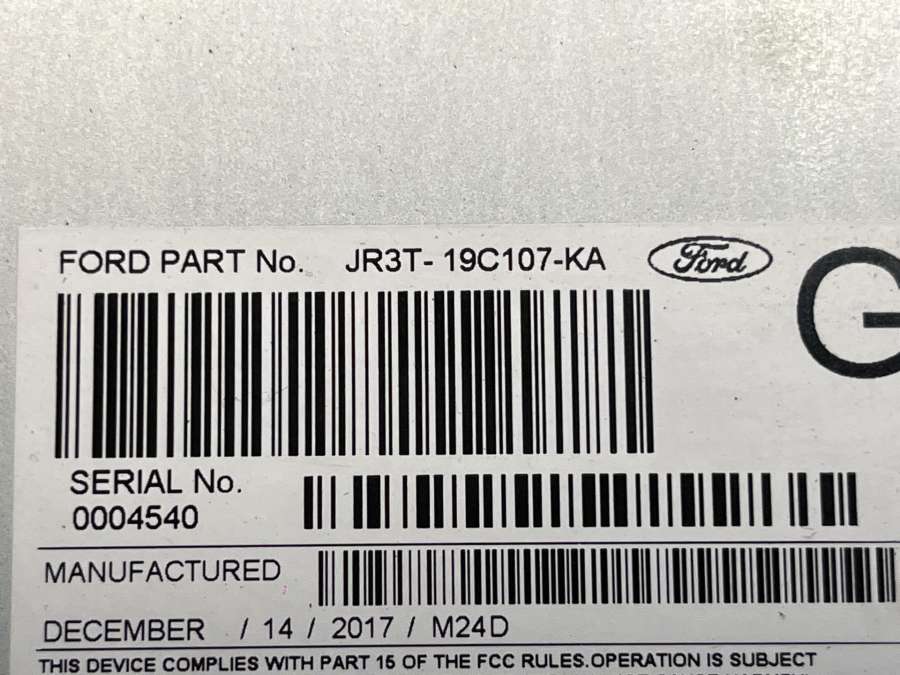 FORD PART No. JR3T- 19C107-KA Ford
G
SERIAL No.
0004540
MANUFACTURED
DECEMBER / 14 / 2017 / M24D
THIS DEVICE COMPLIES WITH PART 15 OF THE FCC RULES.OPERATION IS SUBJECT